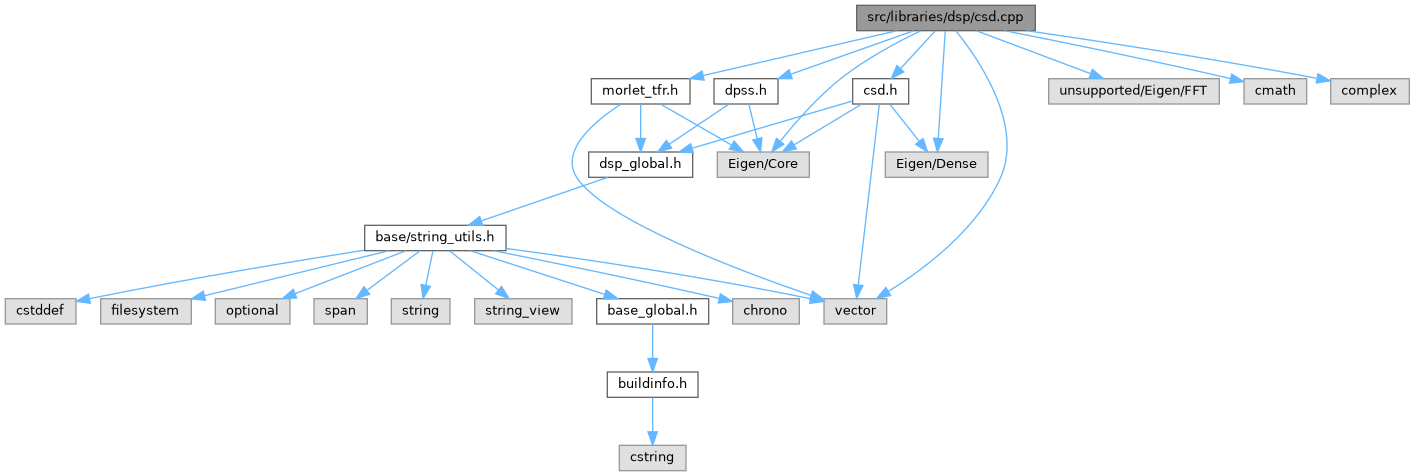 src/libraries/dsp/csd.cpp
morlet_tfr.h
dpss.h
csd.h
unsupported/Eigen/FFT
cmath
complex
dsp_global.h
Eigen/Core
Eigen/Dense
base/string_utils.h
cstddef
filesystem
optional
span
string
string_view
base_global.h
chrono
vector
buildinfo.h
cstring